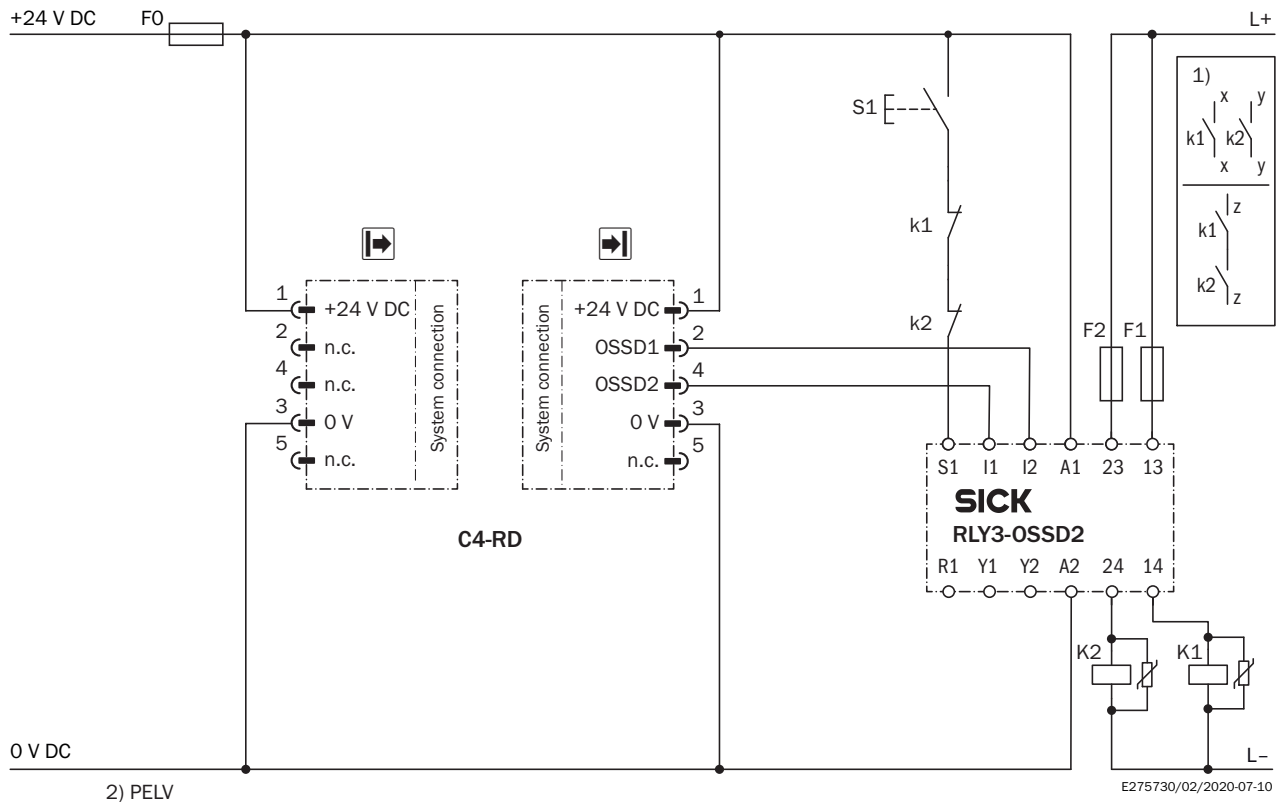 +24 V DC
F0
L+
1)
x
y
k1
k2
x
y
z
k1
k2
z
S1
k1
k2
F2
F1
1
+24 V DC
2
n.c.
4
n.c.
3
0 V
5
n.c.
System connection
System connection
+24 V DC
1
OSSD1
2
OSSD2
4
0 V
3
n.c.
5
C4-RD
S1 I1 I2 A1 23 13
SICK
RLY3-OSSD2
R1 Y1 Y2 A2 24 14
K2
K1
0 V DC
L–
2) PELV
E275730/02/2020-07-10